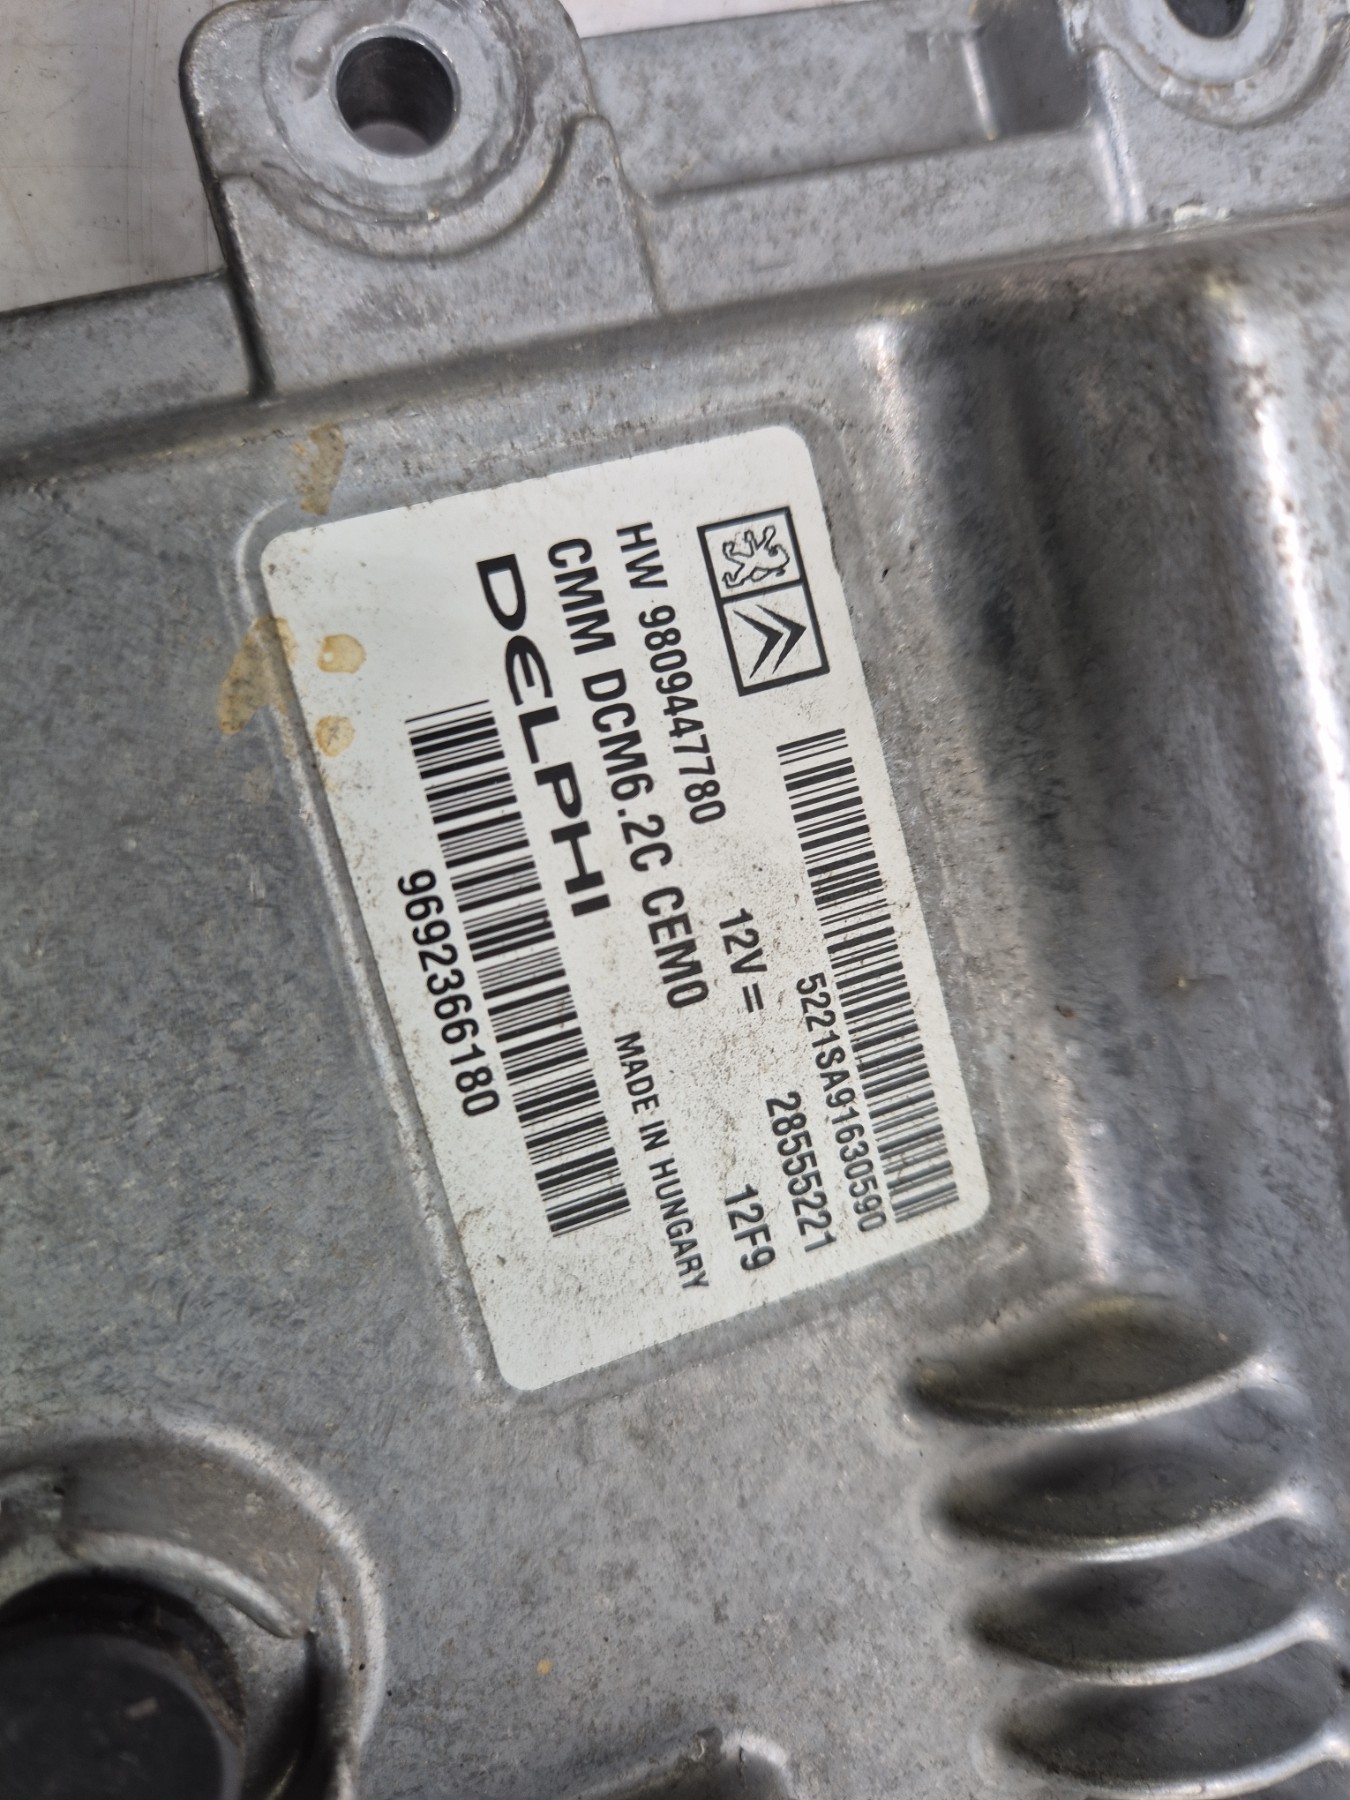 5221SA91630590
28555221
HW 9809447780 12V= 12F9
CMM DCM6.2C CEM0
DELPHI MADE IN HUNGARY
9692366180